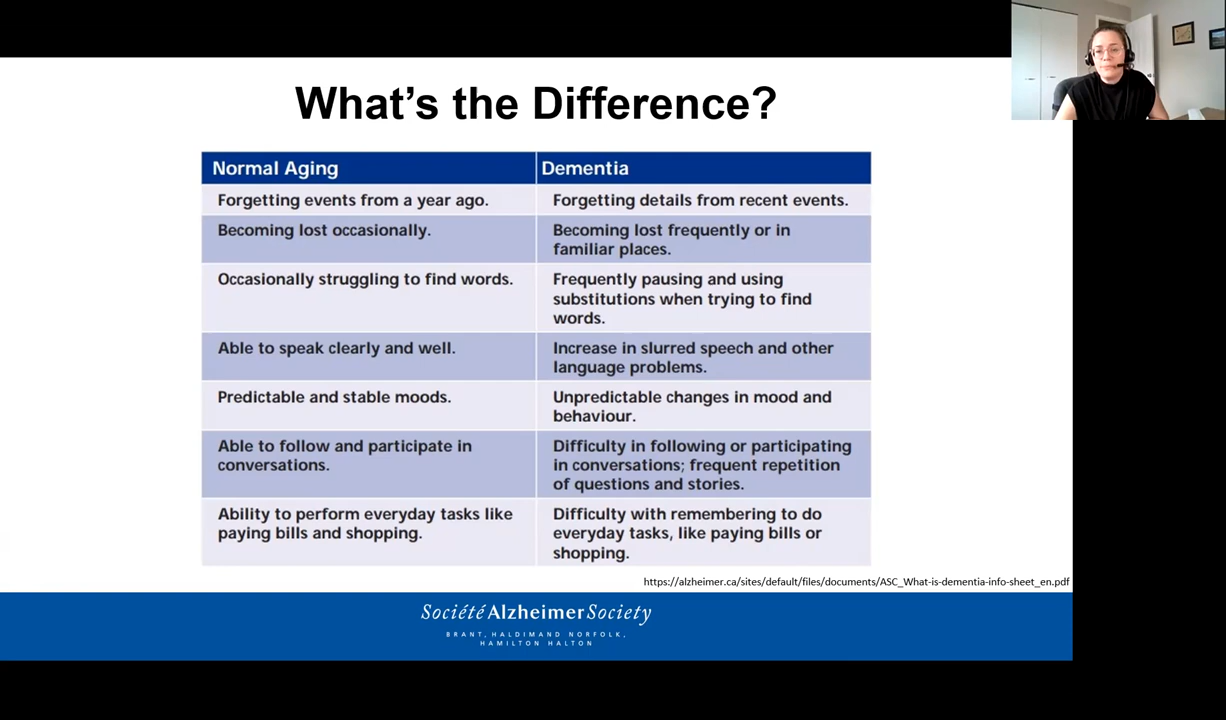 What's the Difference?
Normal Aging
Dementia
Forgetting events from a year ago.
Forgetting details from recent events.
Becoming lost occasionally.
Becoming lost frequently or in
familiar places.
Occasionally struggling to find words.
Frequently pausing and using
substitutions when trying to find
words.
Able to speak clearly and well.
Increase in slurred speech and other
language problems.
Predictable and stable moods.
Unpredictable changes in mood and
behaviour.
Able to follow and participate in
conversations.
Difficulty in following or participating
in conversations; frequent repetition
of questions and stories.
Ability to perform everyday tasks like
paying bills and shopping.
Difficulty with remembering to do
everyday tasks, like paying bills or
shopping.
https://alzheimer.ca/sites/default/files/documents/ASC_What-is-dementia-info-sheet_en.pdf
Société Alzheimer Society
BRANT, HALDIMAND NORFOLK,
HAMILTON HALTON